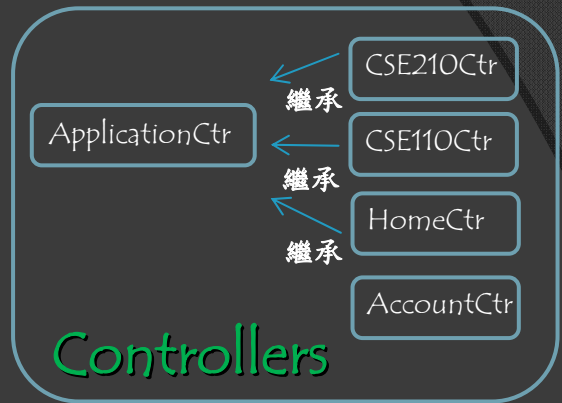 CSE210Ctr
繼承
ApplicationCtr
CSE110Ctr
繼承
HomeCtr
繼承
AccountCtr
Controllers